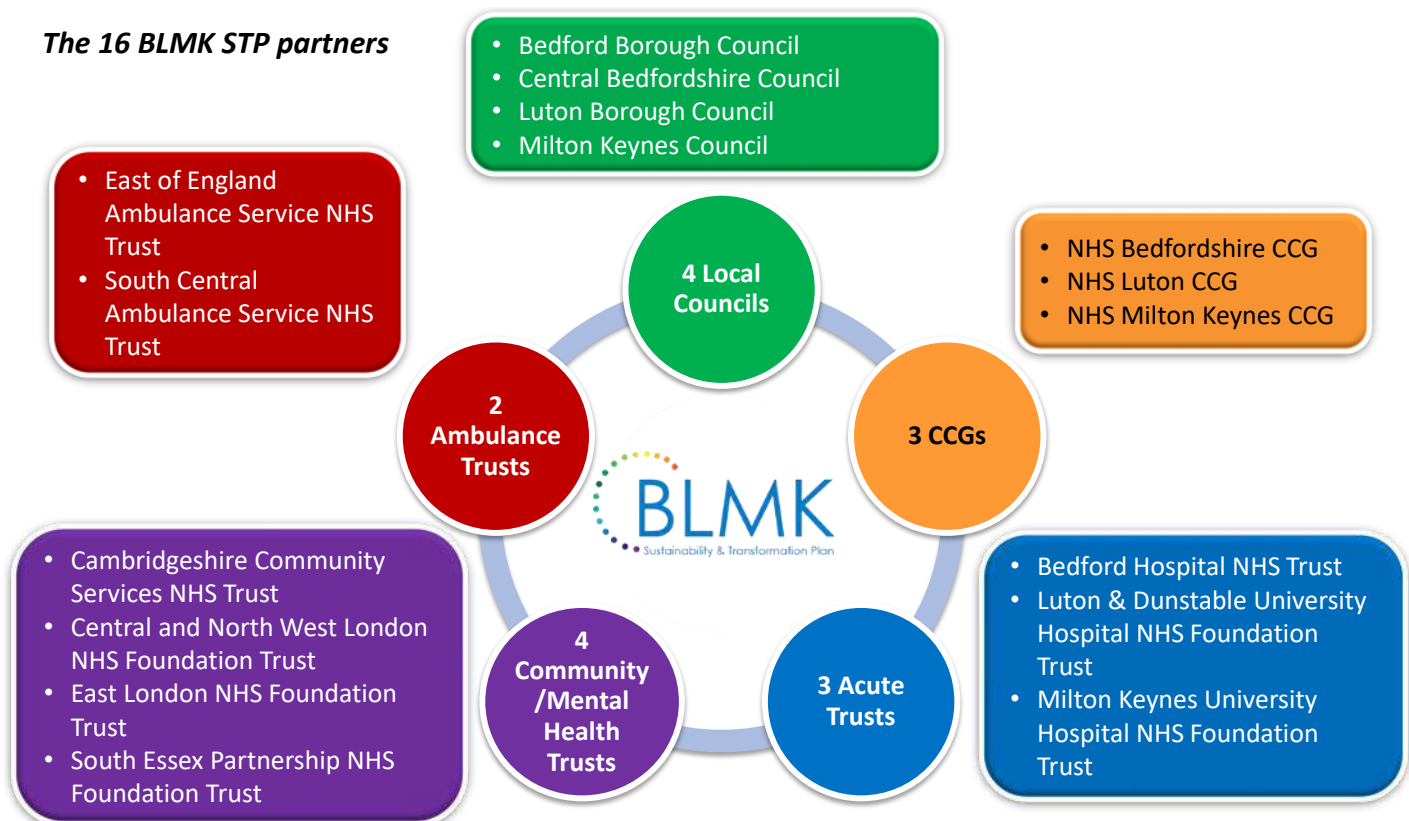 The 16 BLMK STP partners
• Bedford Borough Council
• Central Bedfordshire Council
• Luton Borough Council
• Milton Keynes Council
• East of England
Ambulance Service NHS
Trust
• South Central
Ambulance Service NHS
Trust
• NHS Bedfordshire CCG
• NHS Luton CCG
• NHS Milton Keynes CCG
4 Local
Councils
2
Ambulance
Trusts
3 CCGs
BLMK
Sustainability & Transformation Plan
• Cambridgeshire Community
Services NHS Trust
• Central and North West London
NHS Foundation Trust
• East London NHS Foundation
Trust
• South Essex Partnership NHS
Foundation Trust
4
Community
/Mental
Health
Trusts
3 Acute
Trusts
• Bedford Hospital NHS Trust
• Luton & Dunstable University
Hospital NHS Foundation
Trust
• Milton Keynes University
Hospital NHS Foundation
Trust